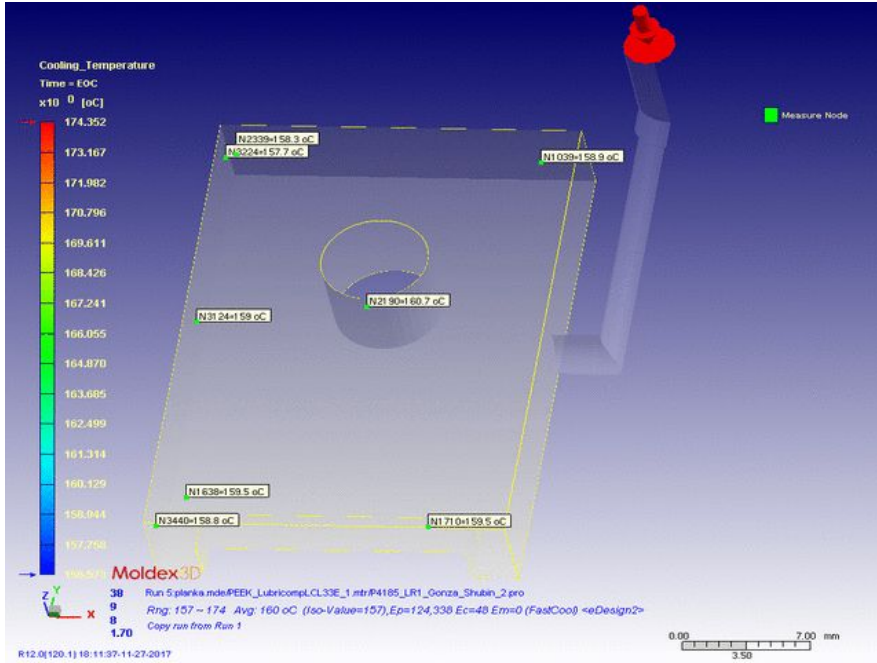 Cooling_Temperature
Time = EOC
x10 0 [oC]
174.352
173.167
171.982
170.796
169.611
168.426
167.241
166.055
164.870
163.685
162.499
161.314
160.129
158.944
157.758
Measure Node
N2339=158.3 oC
N3224=157.7 oC
N1039=158.9 oC
N2190=160.7 oC
N3124=159 oC
N1638=159.5 oC
N3440=158.8 oC
N1710=159.5 oC
Moldex3D
Z Y X
38
9
8
1.70
Run 5:planka.mde/PEEK_LubricompLCL33E_1.mtr/P4185_LR1_Gonza_Shubin_2.pro
Rng: 157 ~ 174 Avg: 160 oC (Iso-Value=157),Ep=124,338 Ec=48 Em=0 (FastCool) <eDesign2>
Copy run from Run 1
0.00 7.00 mm
3.50
R12.0(120.1) 18:11:37-11-27-2017